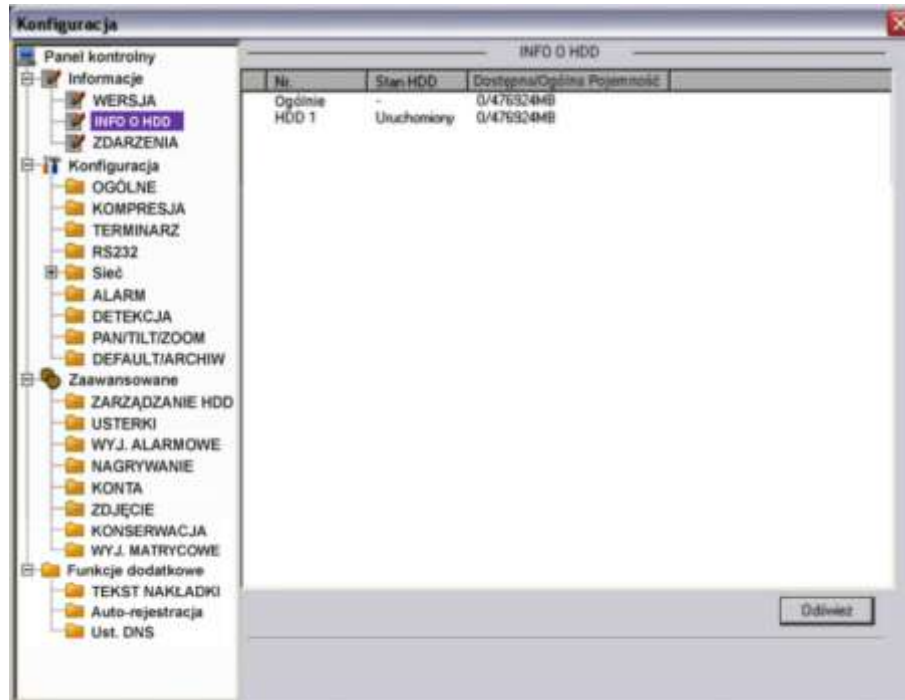 Konfiguracja
Panel kontrolny
Informacje
WERSJA
INFO O HDD
ZDARZENIA
Konfiguracja
OGÓLNE
KOMPRESJA
TERMINARZ
RS232
Sieć
ALARM
DETEKCJA
PAN/TILT/ZOOM
DEFAULT/ARCHIW
Zaawansowane
ZARZĄDZANIE HDD
USTERKI
WYJ. ALARMOWE
NAGRYWANIE
KONTA
ZDJĘCIE
KONSERWACJA
WYJ. MATRYCOWE
Funkcje dodatkowe
TEKST NAKŁADKI
Auto-rejestracja
Ust. DNS
INFO O HDD
Nr. Stan HDD Dostępna/Ogólna Pojemność
Ogólnie - 0/476924MB
HDD 1 Uruchomiony 0/476924MB
Odśwież